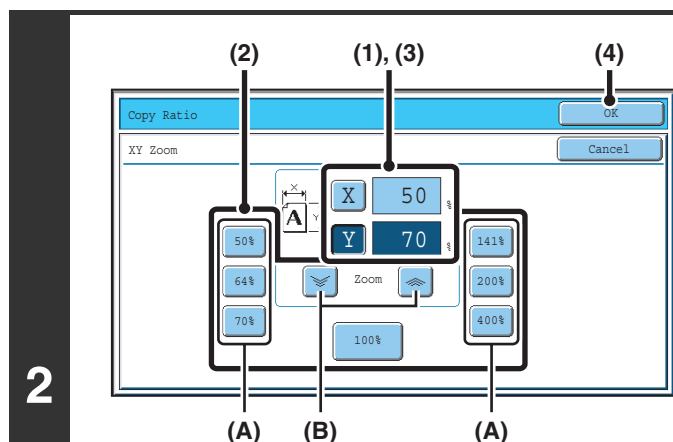 (2) (1), (3) (4)
Copy Ratio OK
XY Zoom Cancel
X
X 50 %
A Y
Y 70 %
50% 141%
64% Zoom 200%
70% 400%
100%
2
(A) (B) (A)